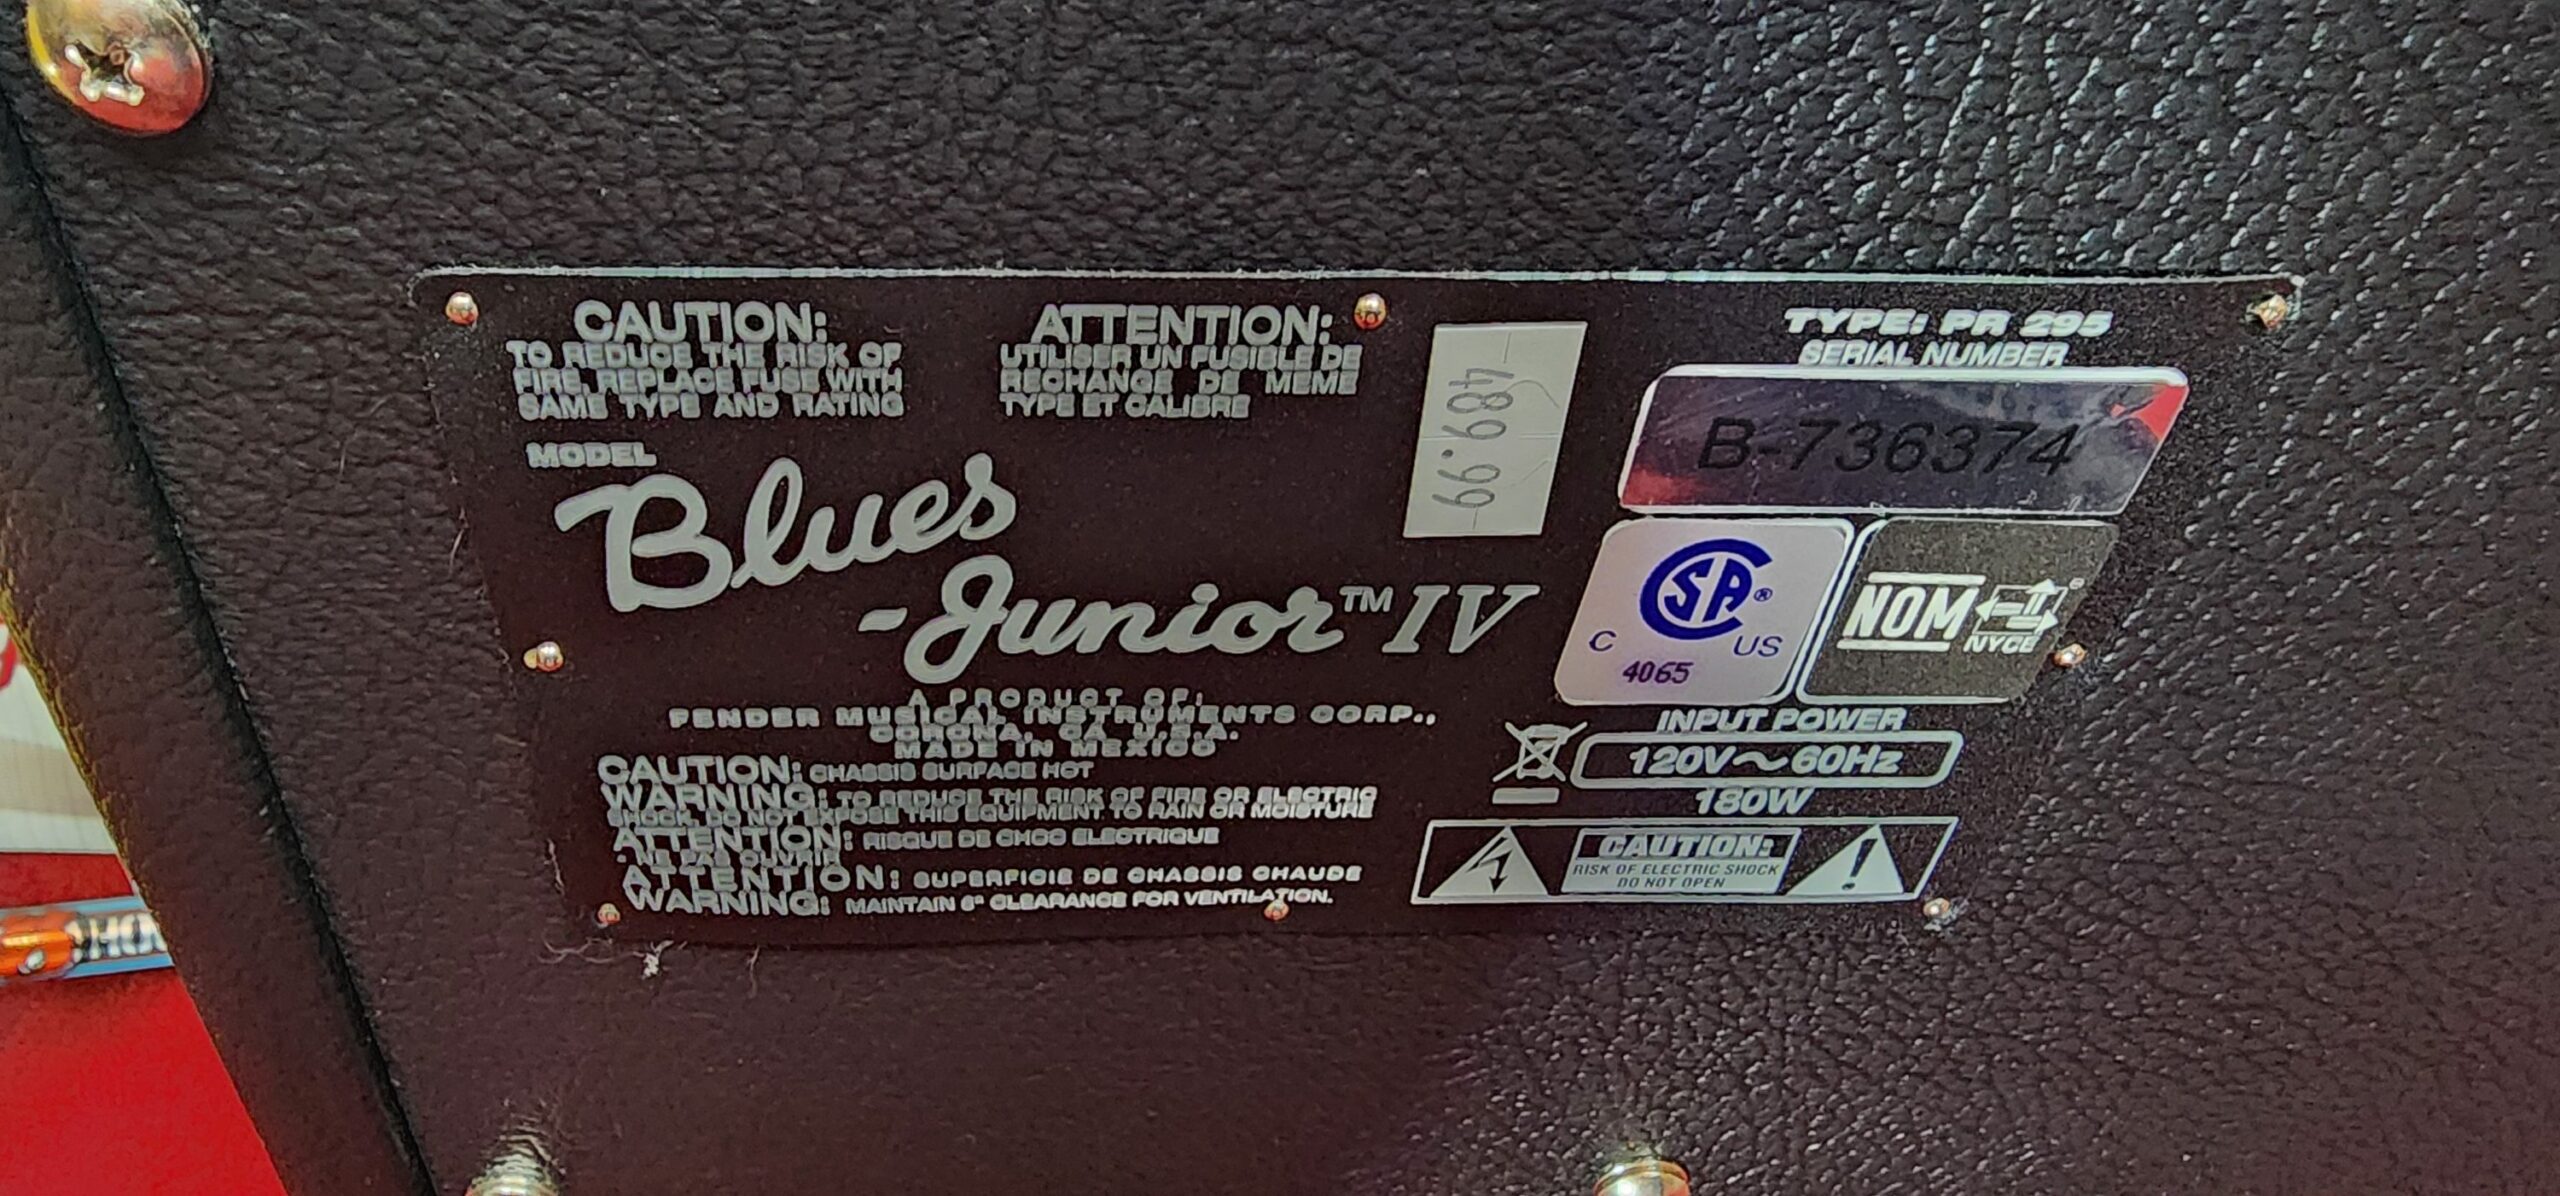 CAUTION:
TO REDUCE THE RISK OF
FIRE, REPLACE FUSE WITH
SAME TYPE AND RATING
ATTENTION:
UTILISER UN FUSIBLE DE
RECHANGE DE MEME
TYPE ET CALIBRE
489.99
TYPE: PR 295
SERIAL NUMBER
B-736374
MODEL
Blues
Junior™ IV
CSA®
C US
4065
NOM
NYCE
®
A PRODUCT OF:
FENDER MUSICAL INSTRUMENTS CORP.,
CORONA, CA U.S.A.
MADE IN MEXICO
INPUT POWER
120V~60Hz
180W
CAUTION: CHASSIS SURFACE HOT
WARNING: TO REDUCE THE RISK OF FIRE OR ELECTRIC
SHOCK, DO NOT EXPOSE THIS EQUIPMENT TO RAIN OR MOISTURE
ATTENTION: RISQUE DE CHOC ELECTRIQUE
- NE PAS OUVRIR
ATTENTION: SUPERFICIE DE CHASSIS CHAUDE
WARNING: MAINTAIN 6" CLEARANCE FOR VENTILATION.
CAUTION:
RISK OF ELECTRIC SHOCK
DO NOT OPEN